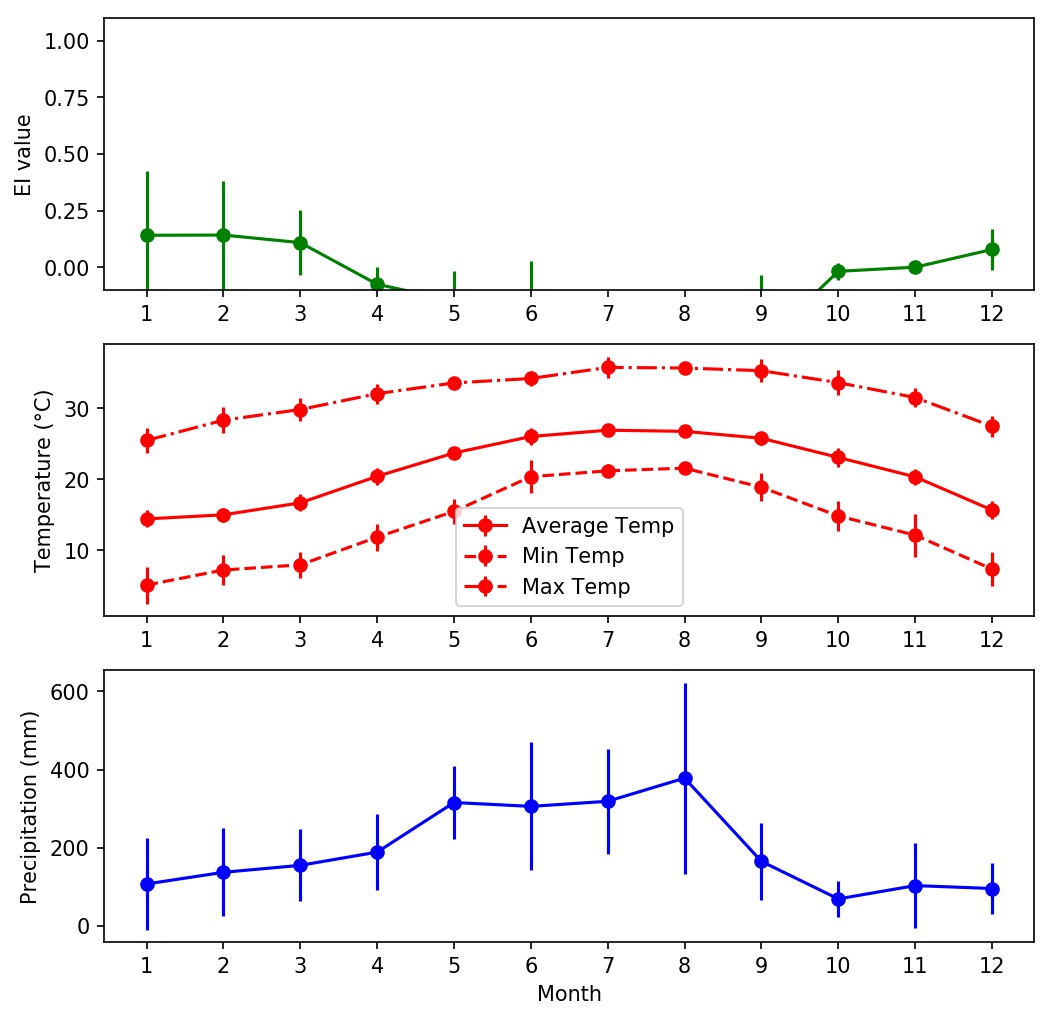 EI value
1.00
0.75
0.50
0.25
0.00
1 2 3 4 5 6 7 8 9 10 11 12
Temperature (°C)
30
20
10
Average Temp
Min Temp
Max Temp
1 2 3 4 5 6 7 8 9 10 11 12
Precipitation (mm)
600
400
200
0
1 2 3 4 5 6 7 8 9 10 11 12
Month